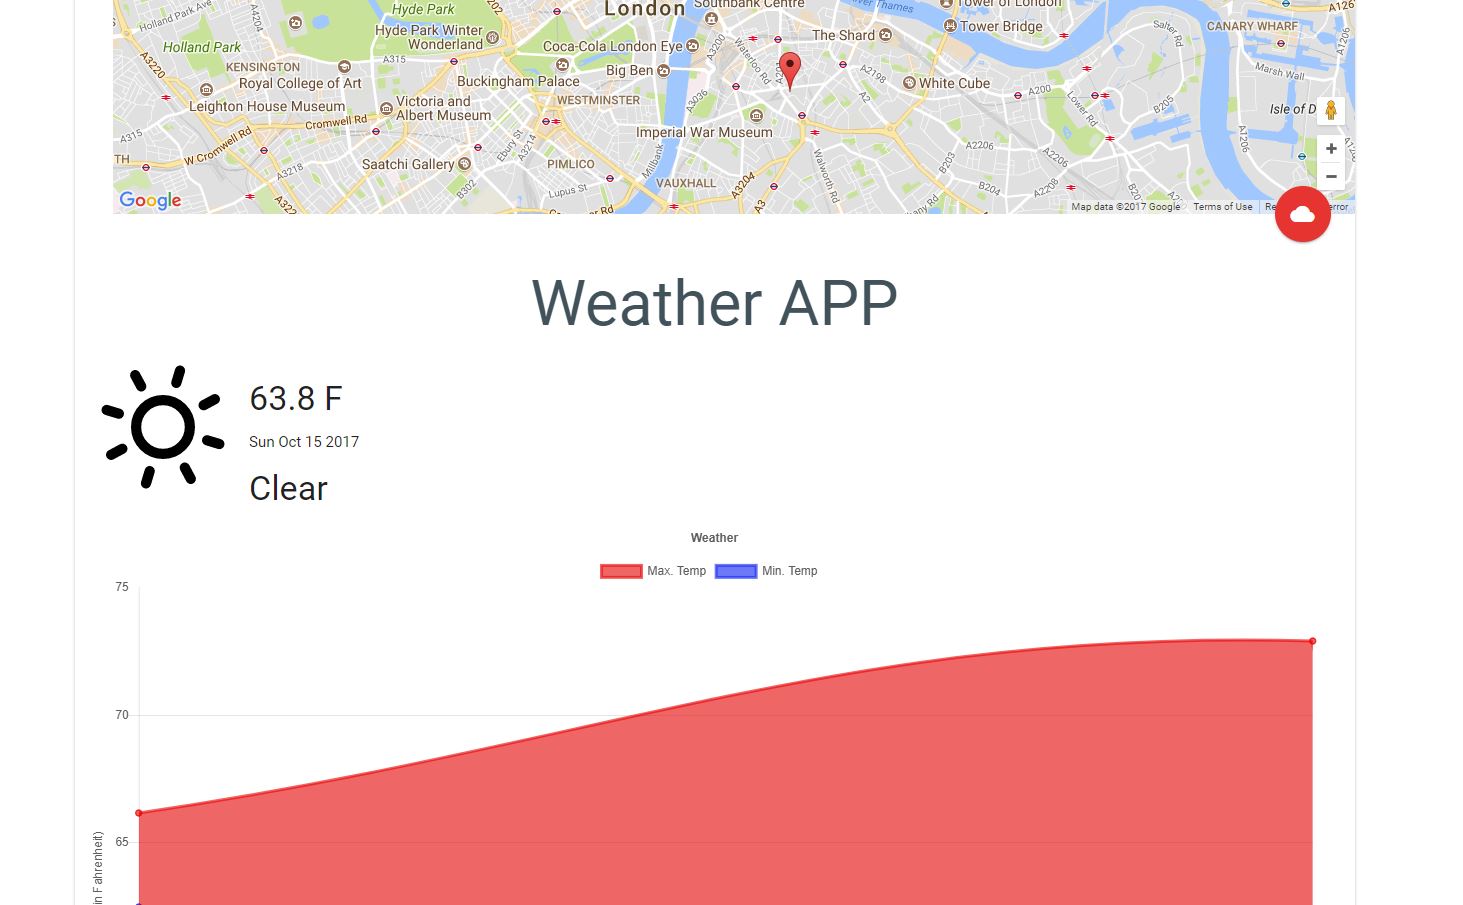 Hyde Park
London
Southbank Centre
River Thames
Tower of London
Holland Park Ave
A4204
Hyde Park Winter
Wonderland
The Shard
Tower Bridge
Salter Rd
CANARY WHARF
A1261
A1206
Holland Park
A3220
KENSINGTON
Royal College of Art
A315
Coca-Cola London Eye
A3200
Waterloo Rd
Big Ben
Buckingham Palace
A2198
White Cube
A200
Marsh Wall
Leighton House Museum
Victoria and
Albert Museum
WESTMINSTER
A3036
A2
Lower Rd
B205
Isle of D
Cromwell Rd
Imperial War Museum
A315
W Cromwell Rd
Ebury St
A3214
Millbank
Walworth Rd
A2206
A2206
A1206
TH
A3218
Saatchi Gallery
PIMLICO
B203
B302
Lupus St
VAUXHALL
A3204
B204
A2208
A3
Google
Map data ©2017 Google
Terms of Use
Weather APP
63.8 F
Sun Oct 15 2017
Clear
Weather
Max. Temp
Min. Temp
75
70
65
in Fahrenheit)